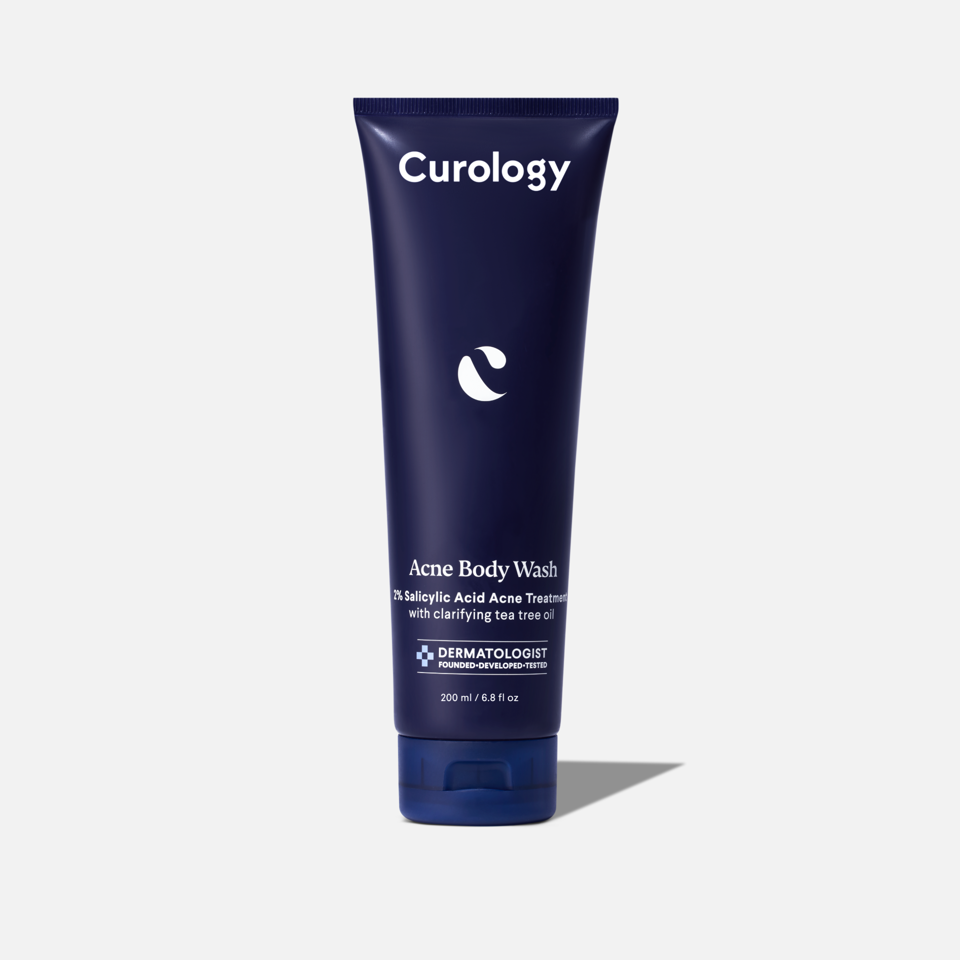 Curology
Acne Body Wash
2% Salicylic Acid Acne Treatment
with clarifying tea tree oil
DERMATOLOGIST
FOUNDED•DEVELOPED•TESTED
200 ml / 6.8 fl oz